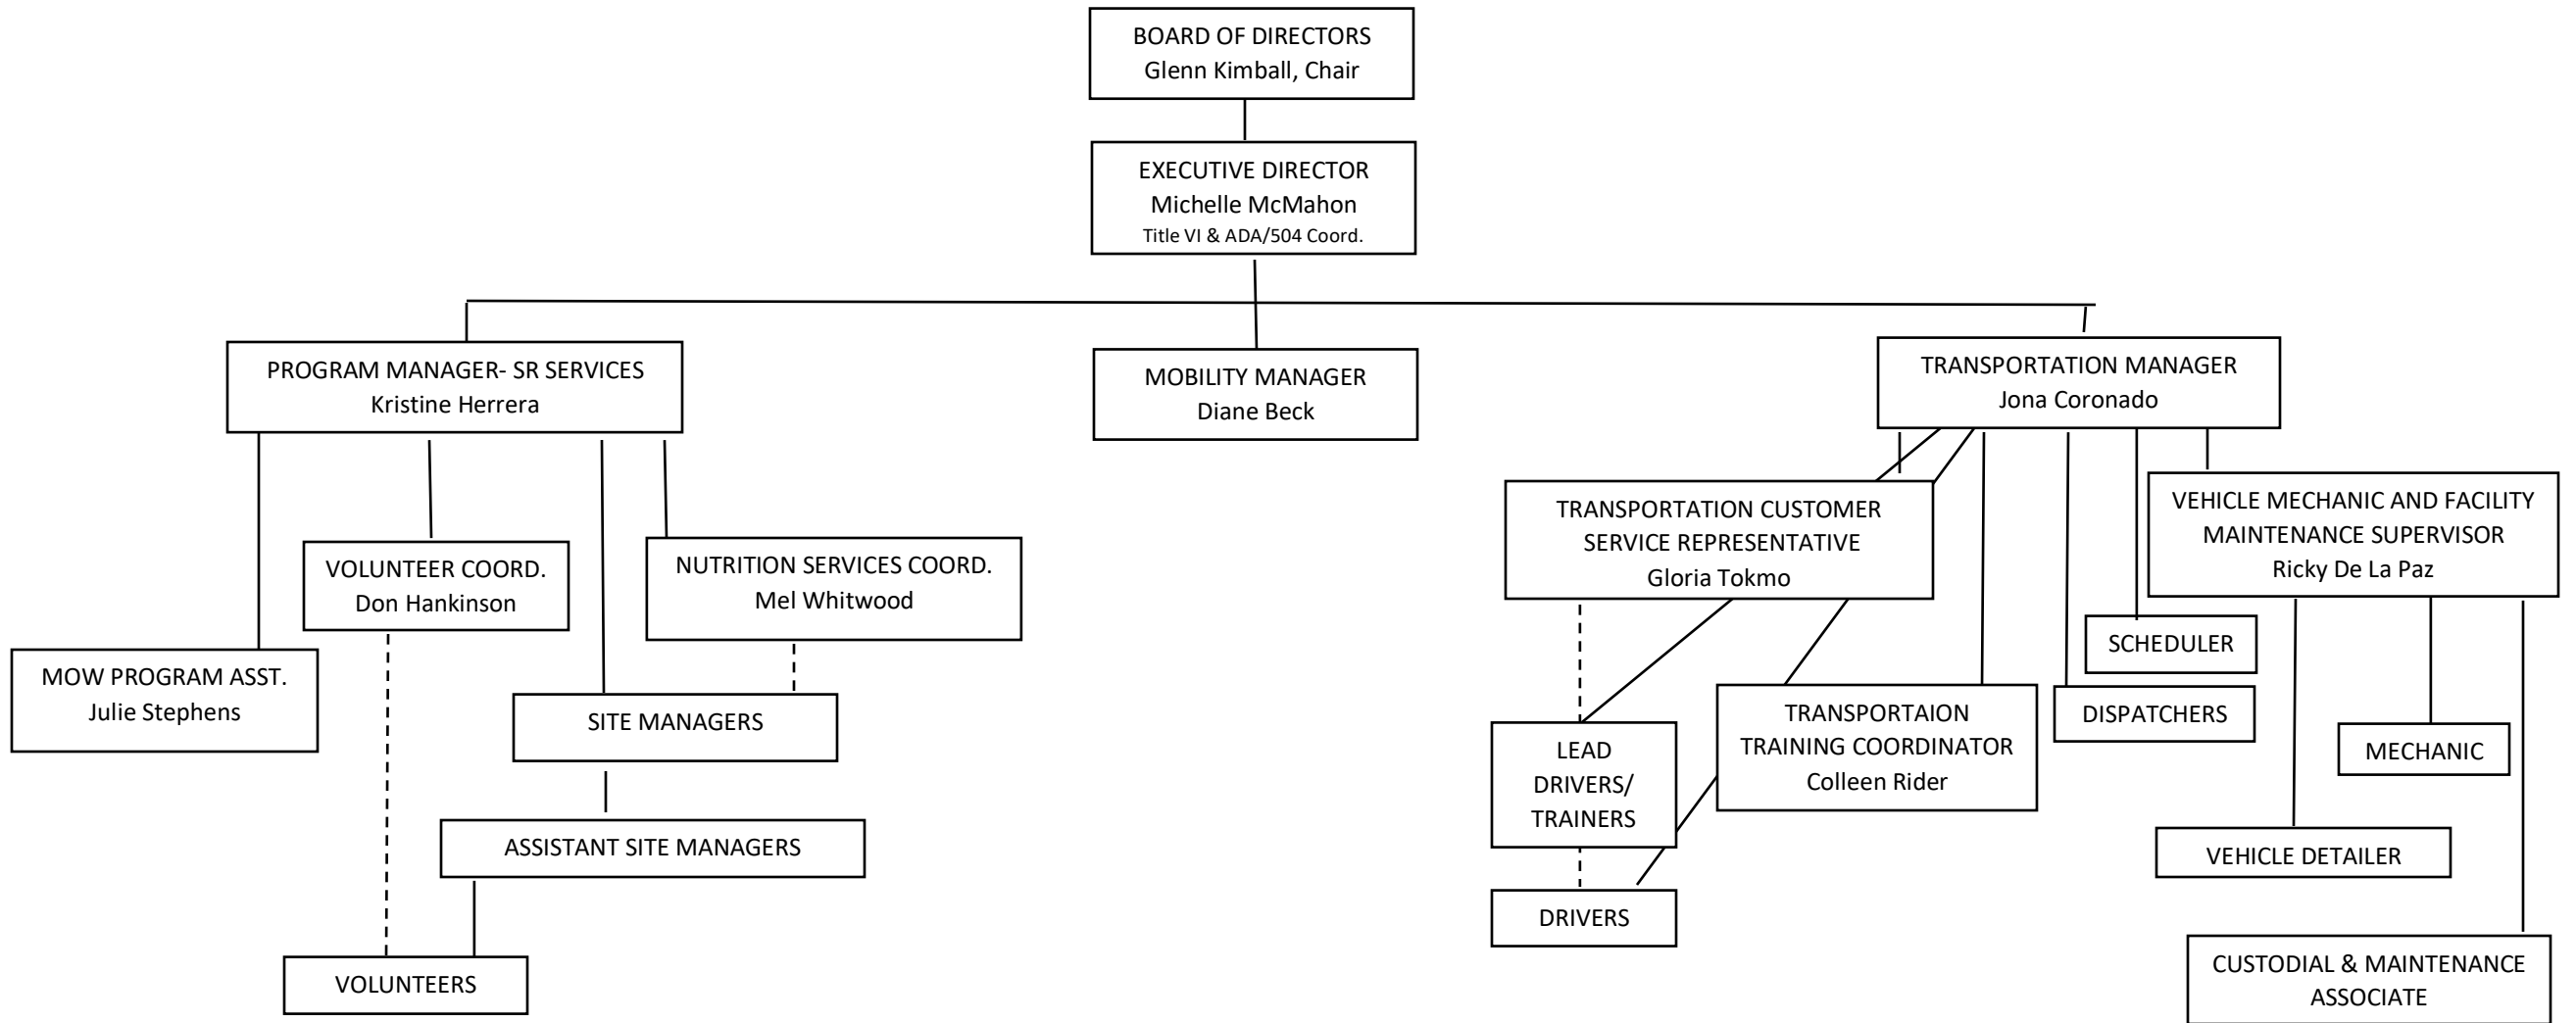 BOARD OF DIRECTORS
Glenn Kimball, Chair
EXECUTIVE DIRECTOR
Michelle McMahon
Title VI & ADA/504 Coord.
PROGRAM MANAGER- SR SERVICES
Kristine Herrera
MOBILITY MANAGER
Diane Beck
TRANSPORTATION MANAGER
Jona Coronado
MOW PROGRAM ASST.
Julie Stephens
VOLUNTEER COORD.
Don Hankinson
NUTRITION SERVICES COORD.
Mel Whitwood
SITE MANAGERS
ASSISTANT SITE MANAGERS
VOLUNTEERS
TRANSPORTATION CUSTOMER
SERVICE REPRESENTATIVE
Gloria Tokmo
LEAD
DRIVERS/
TRAINERS
DRIVERS
TRANSPORTAION
TRAINING COORDINATOR
Colleen Rider
DISPATCHERS
SCHEDULER
VEHICLE MECHANIC AND FACILITY
MAINTENANCE SUPERVISOR
Ricky De La Paz
MECHANIC
VEHICLE DETAILER
CUSTODIAL & MAINTENANCE
ASSOCIATE